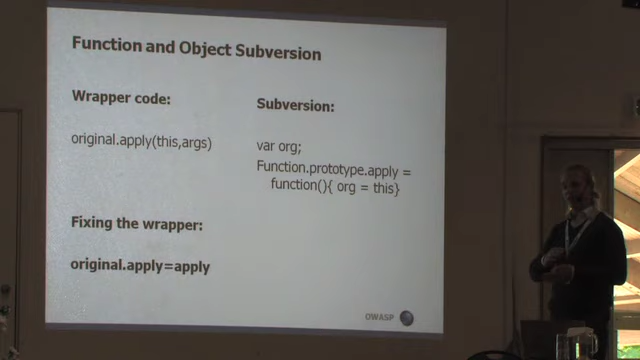 Function and Object Subversion
Wrapper code:
original.apply(this,args)
Subversion:
var org;
Function.prototype.apply =
function(){ org = this}
Fixing the wrapper:
original.apply=apply
OWASP